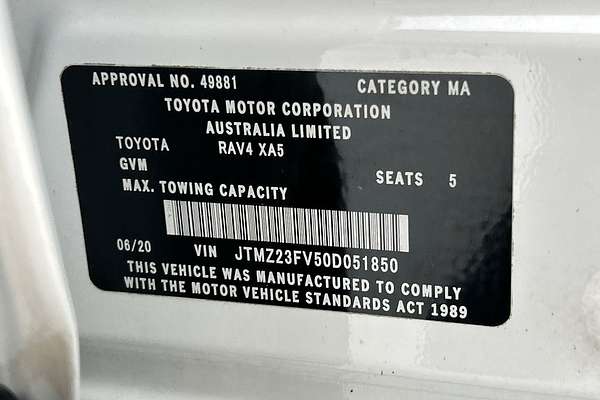 APPROVAL NO. 49881 CATEGORY MA
TOYOTA MOTOR CORPORATION
AUSTRALIA LIMITED
TOYOTA RAV4 XA5
GVM SEATS 5
MAX. TOWING CAPACITY
06/20 VIN JTMZ23FV50D051850
THIS VEHICLE WAS MANUFACTURED TO COMPLY
WITH THE MOTOR VEHICLE STANDARDS ACT 1989